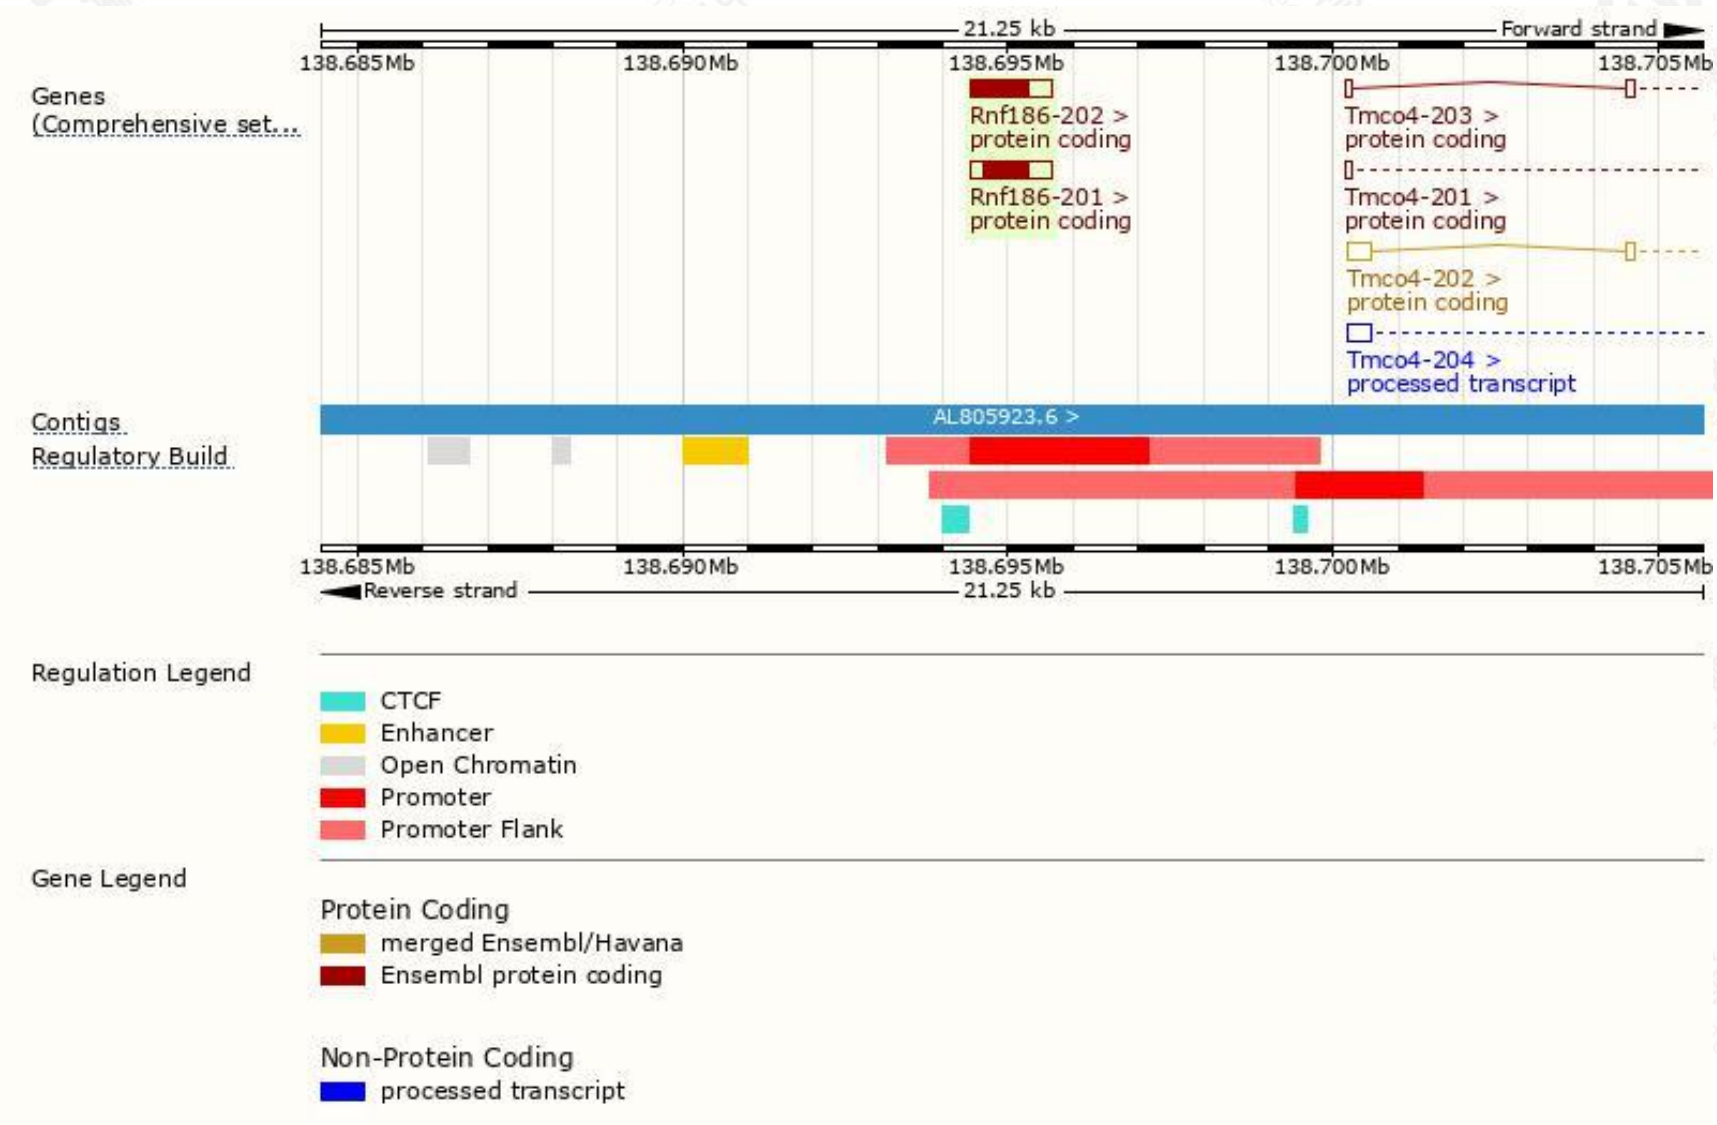 21.25 kb
Forward strand
138.685Mb 138.690Mb 138.695Mb 138.700Mb 138.705Mb
Genes
(Comprehensive set...
Rnf186-202 >
protein coding
Rnf186-201 >
protein coding
Tmco4-203 >
protein coding
Tmco4-201 >
protein coding
Tmco4-202 >
protein coding
Tmco4-204 >
processed transcript
Contigs
AL805923.6 >
Regulatory Build
138.685Mb 138.690Mb 138.695Mb 138.700Mb 138.705Mb
Reverse strand
21.25 kb
Regulation Legend
CTCF
Enhancer
Open Chromatin
Promoter
Promoter Flank
Gene Legend
Protein Coding
merged Ensembl/Havana
Ensembl protein coding
Non-Protein Coding
processed transcript